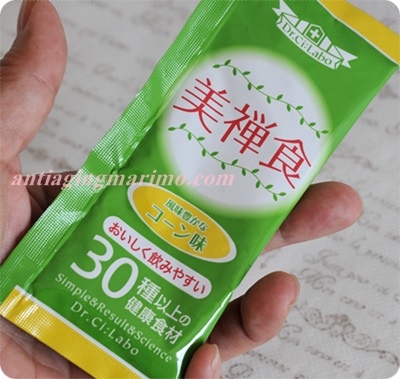 Dr.Ci:Labo
美禅食
antiagingmarimo.com
風味豊かな
コーン味
おいしく飲みやすい
30種以上の
健康食材
Simple&Result&Science
Dr.Ci:Labo